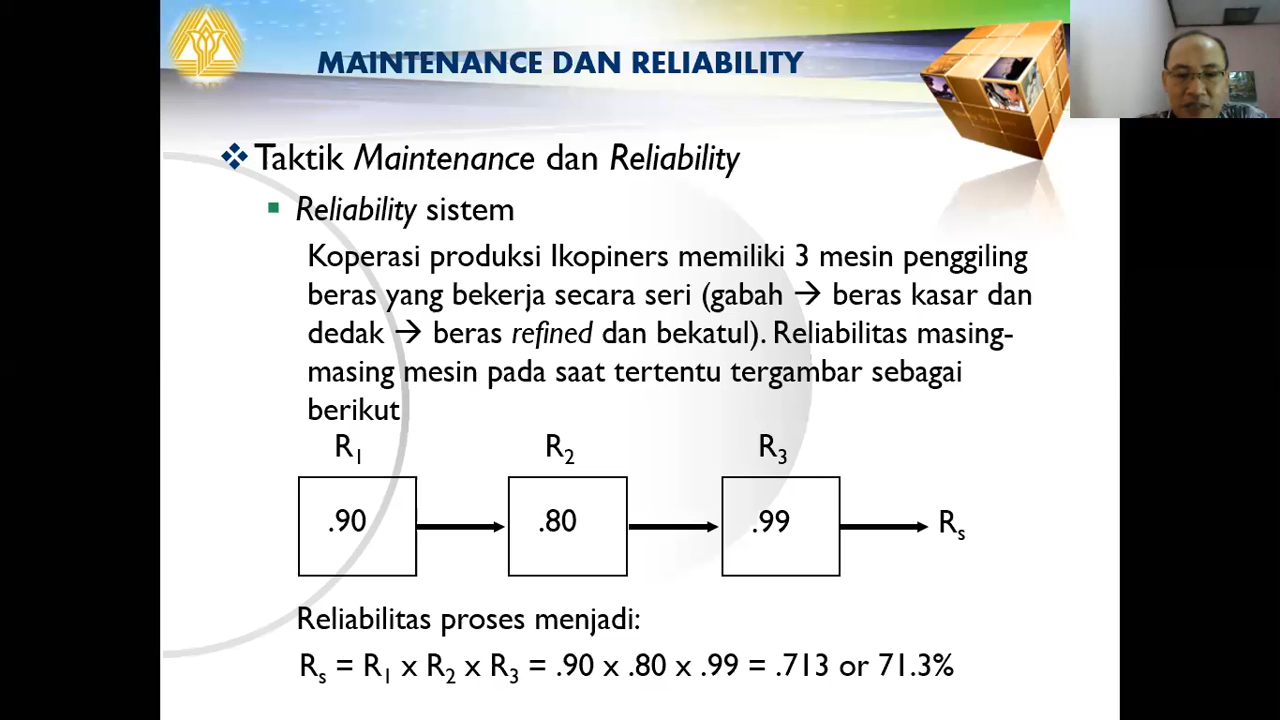 MAINTENANCE DAN RELIABILITY
❖ Taktik Maintenance dan Reliability
▪ Reliability sistem
Koperasi produksi Ikopiners memiliki 3 mesin penggiling
beras yang bekerja secara seri (gabah → beras kasar dan
dedak → beras refined dan bekatul). Reliabilitas masing-
masing mesin pada saat tertentu tergambar sebagai
berikut
R₁ R₂ R₃
.90 .80 .99 Rₛ
Reliabilitas proses menjadi:
Rₛ = R₁ x R₂ x R₃ = .90 x .80 x .99 = .713 or 71.3%